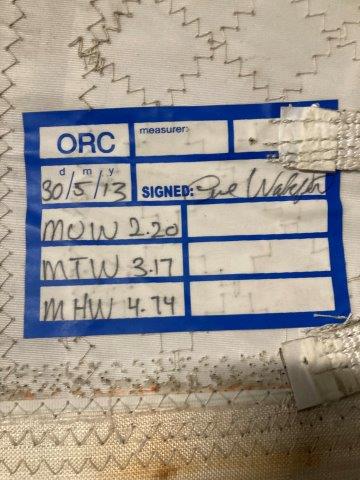 ORC measurer:
d m y
30/5/13 SIGNED:
MUW 2.20
MTW 3.17
MHW 4.74